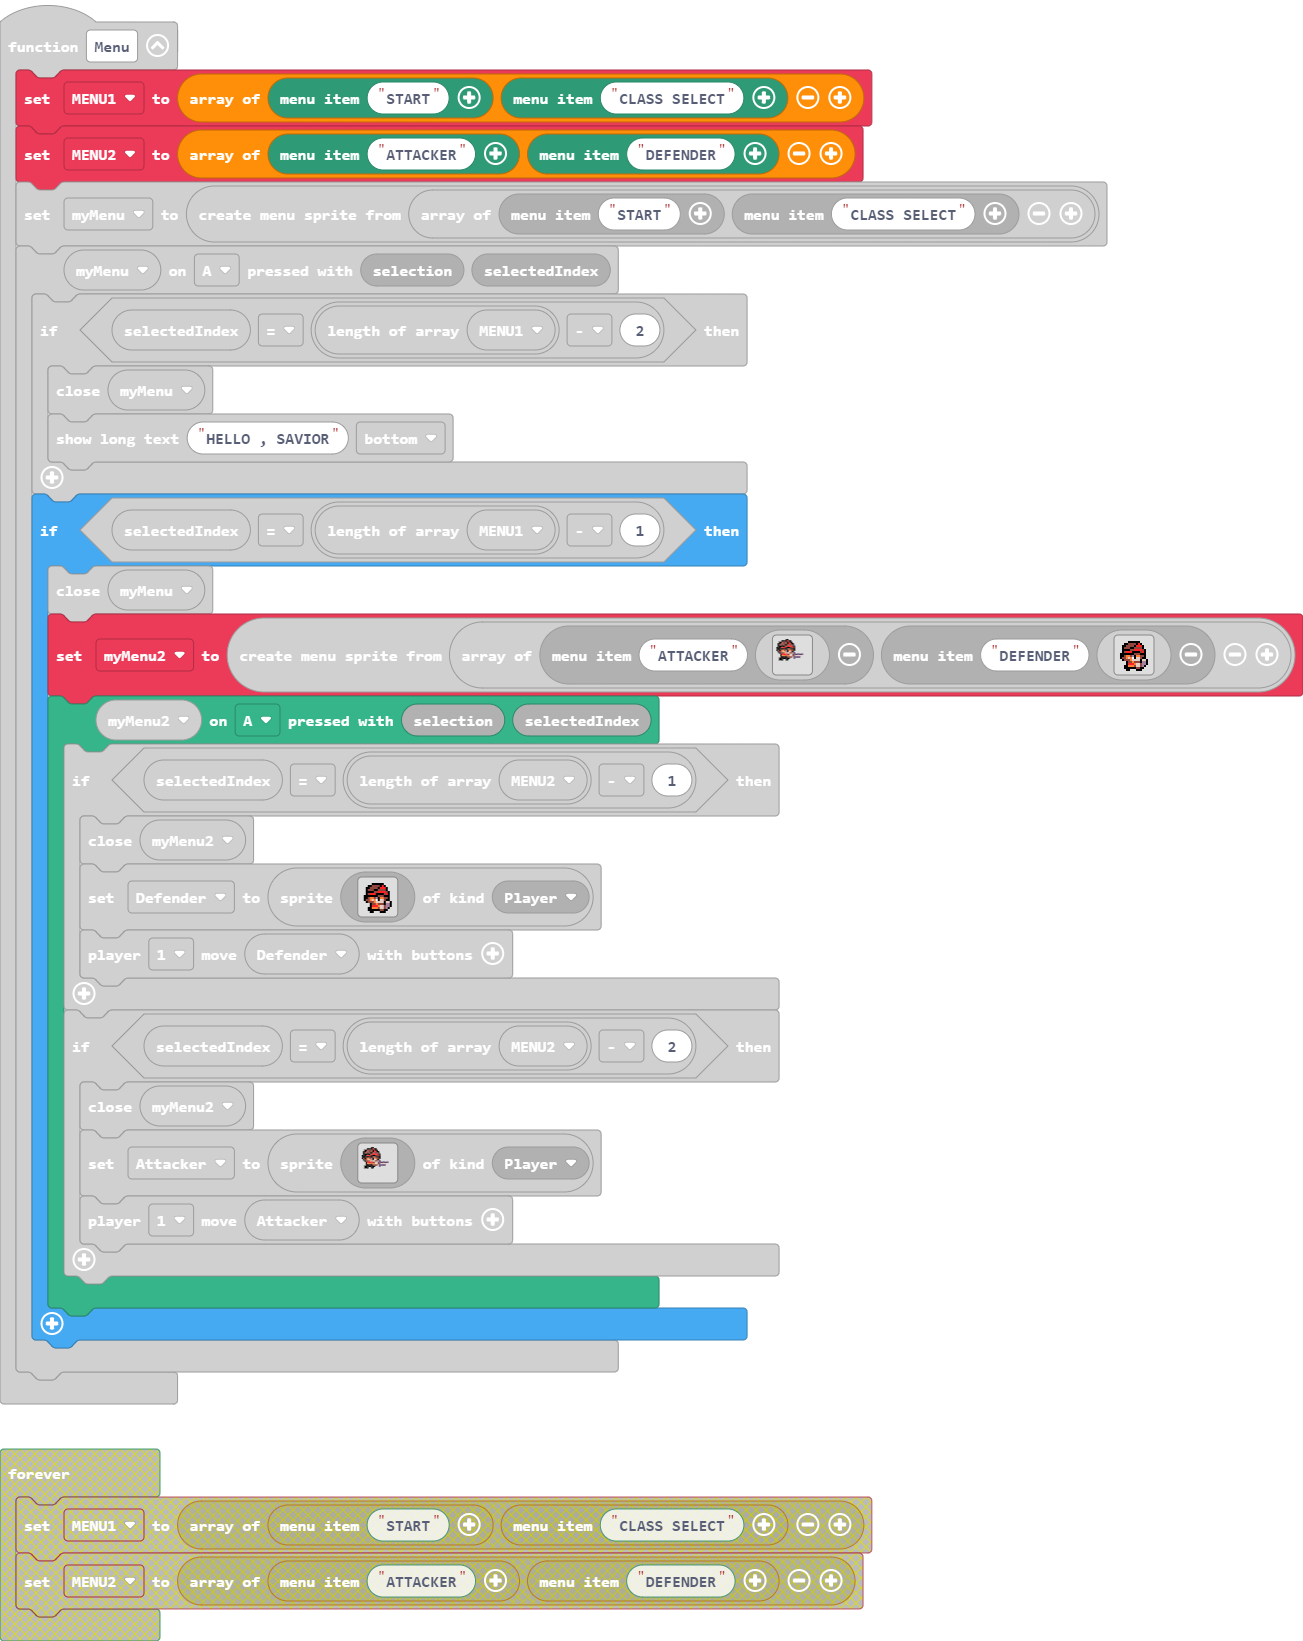 function Menu
set MENU1 to array of menu item "START" menu item "CLASS SELECT"
set MENU2 to array of menu item "ATTACKER" menu item "DEFENDER"
set myMenu to create menu sprite from array of menu item "START" menu item "CLASS SELECT"
myMenu on A pressed with selection selectedIndex
if selectedIndex = length of array MENU1 - 2 then
close myMenu
show long text "HELLO , SAVIOR" bottom
if selectedIndex = length of array MENU1 - 1 then
close myMenu
set myMenu2 to create menu sprite from array of menu item "ATTACKER" menu item "DEFENDER"
myMenu2 on A pressed with selection selectedIndex
if selectedIndex = length of array MENU2 - 1 then
close myMenu2
set Defender to sprite of kind Player
player 1 move Defender with buttons
if selectedIndex = length of array MENU2 - 2 then
close myMenu2
set Attacker to sprite of kind Player
player 1 move Attacker with buttons
forever
set MENU1 to array of menu item "START" menu item "CLASS SELECT"
set MENU2 to array of menu item "ATTACKER" menu item "DEFENDER"